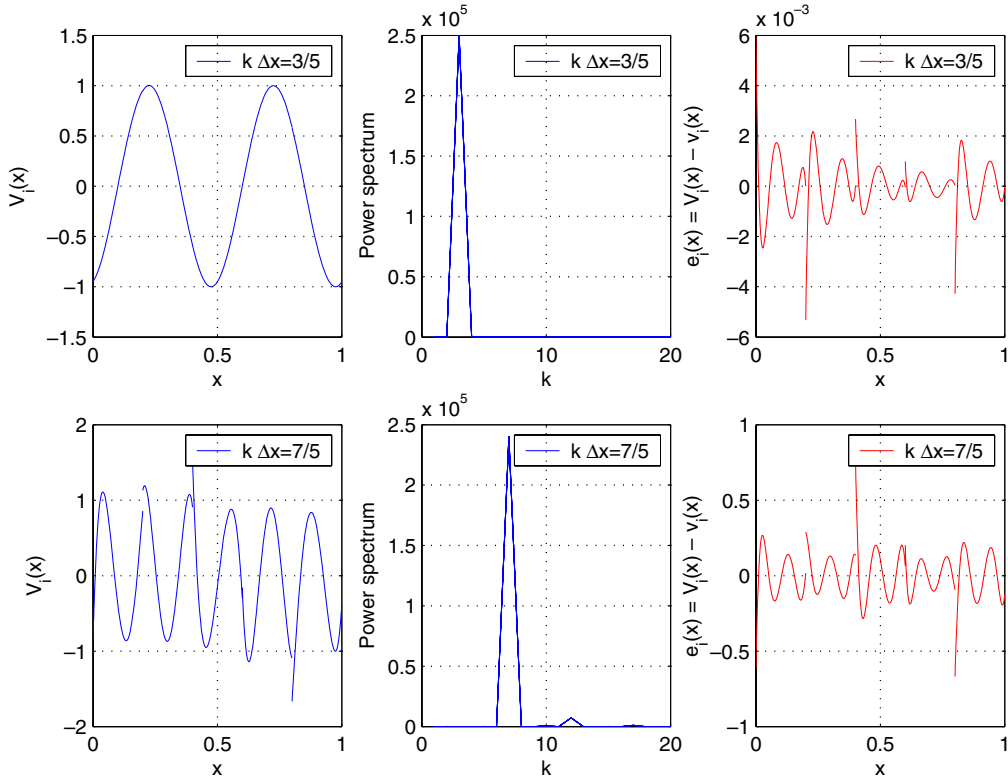 x 10^5
x 10^-3
1.5
1
0.5
0
−0.5
−1
−1.5
0
0.5
1
x
V_i(x)
k Δx=3/5
2.5
2
1.5
1
0.5
0
0
10
20
k
Power spectrum
k Δx=3/5
6
4
2
0
−2
−4
−6
0
0.5
1
x
e_i(x) = V_i(x) − v_i(x)
k Δx=3/5
2
1
0
−1
−2
0
0.5
1
x
V_i(x)
k Δx=7/5
x 10^5
2.5
2
1.5
1
0.5
0
0
10
20
k
Power spectrum
k Δx=7/5
1
0.5
0
−0.5
−1
0
0.5
1
x
e_i(x) = V_i(x) − v_i(x)
k Δx=7/5